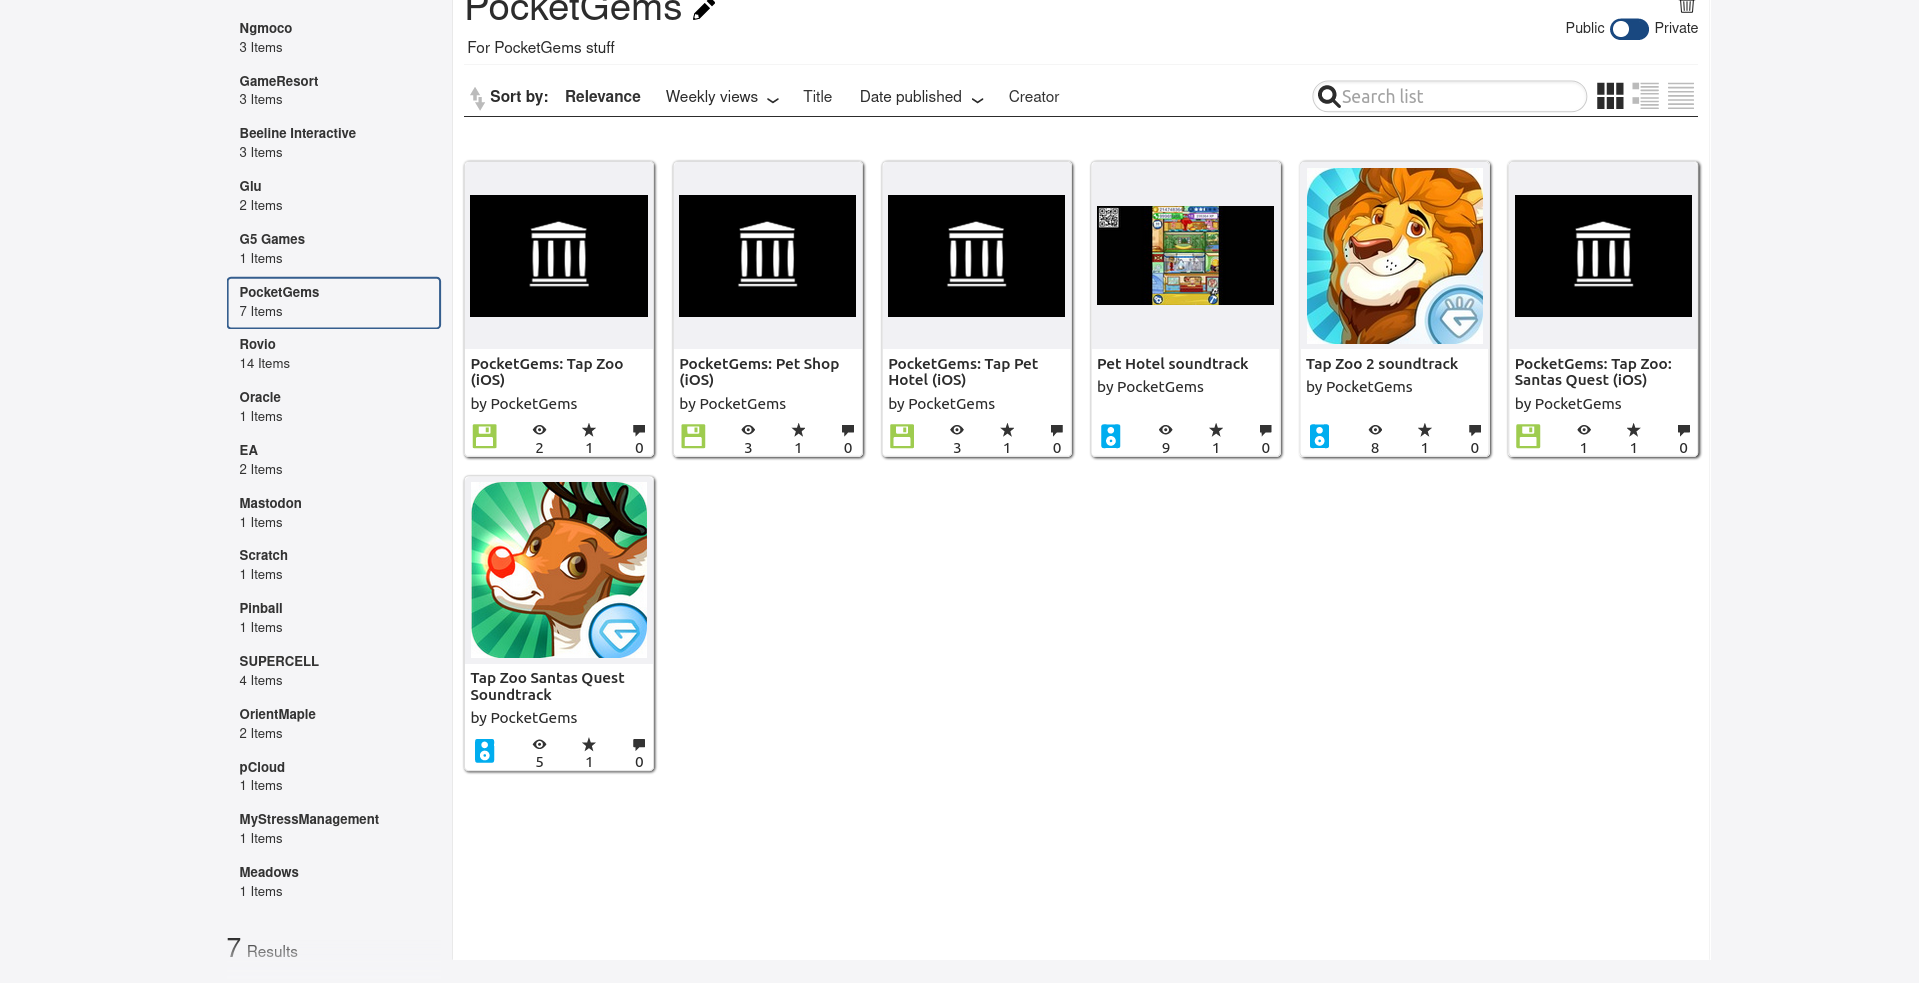 PocketGems
Public Private
For PocketGems stuff
Sort by: Relevance Weekly views Title Date published Creator
Search list
Ngmoco
3 Items
GameResort
3 Items
Beeline Interactive
3 Items
Glu
2 Items
G5 Games
1 Items
PocketGems
7 Items
Rovio
14 Items
Oracle
1 Items
EA
2 Items
Mastodon
1 Items
Scratch
1 Items
Pinball
1 Items
SUPERCELL
4 Items
OrientMaple
2 Items
pCloud
1 Items
MyStressManagement
1 Items
Meadows
1 Items
7 Results
PocketGems: Tap Zoo
(iOS)
by PocketGems
2 1 0
PocketGems: Pet Shop
(iOS)
by PocketGems
3 1 0
PocketGems: Tap Pet
Hotel (iOS)
by PocketGems
3 1 0
Pet Hotel soundtrack
by PocketGems
9 1 0
Tap Zoo 2 soundtrack
by PocketGems
8 1 0
PocketGems: Tap Zoo:
Santas Quest (iOS)
by PocketGems
1 1 0
Tap Zoo Santas Quest
Soundtrack
by PocketGems
5 1 0